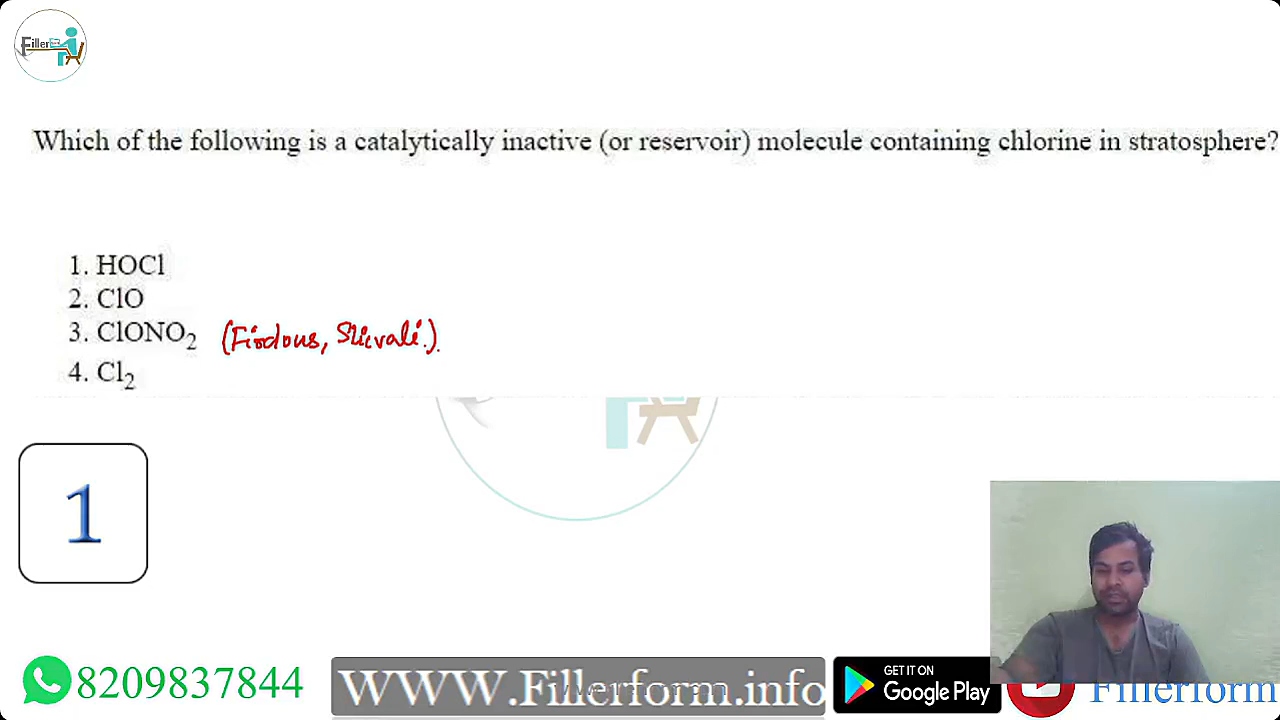 Filler
Which of the following is a catalytically inactive (or reservoir) molecule containing chlorine in stratosphere?
1. HOCl
2. ClO
3. ClONO2 (Firdous,
4. Cl2
1
8209837844
WWW.Fillerform.info
GET IT ON
Google Play
Fillerform